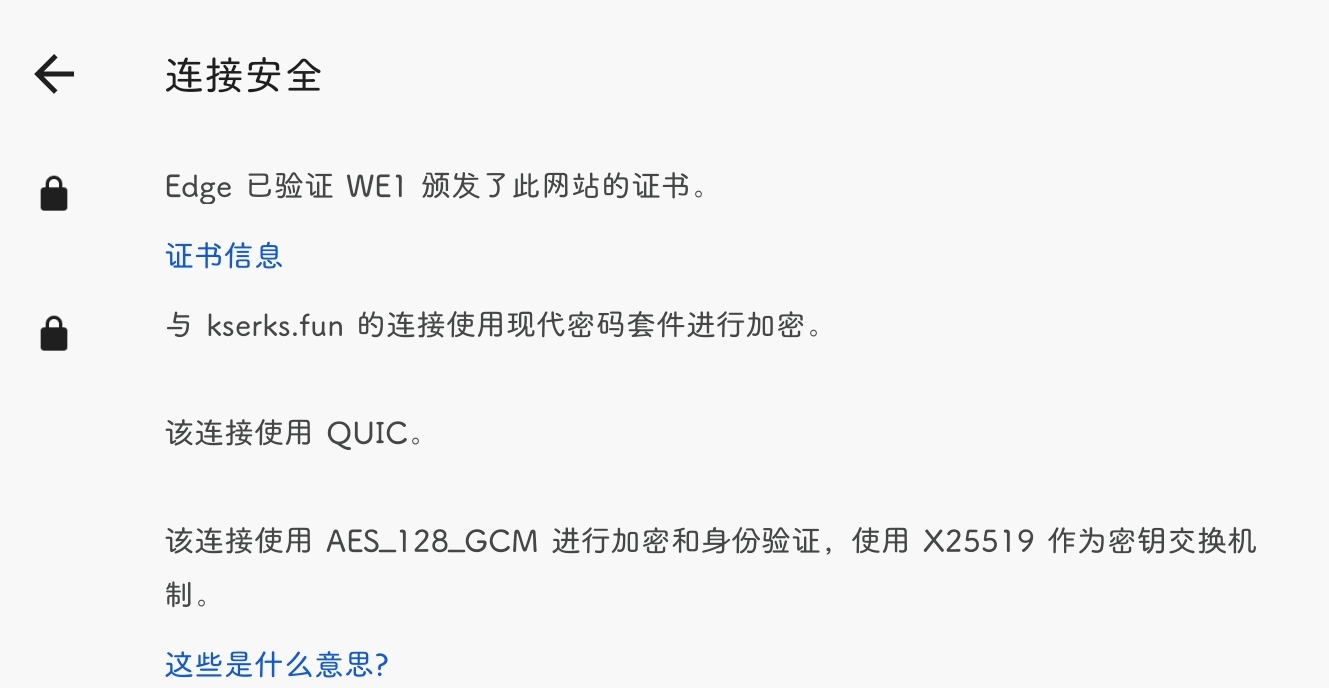 连接安全
Edge 已验证 WE1 颁发了此网站的证书。
证书信息
与 kserks.fun 的连接使用现代密码套件进行加密。
该连接使用 QUIC。
该连接使用 AES_128_GCM 进行加密和身份验证，使用 X25519 作为密钥交换机
制。
这些是什么意思?